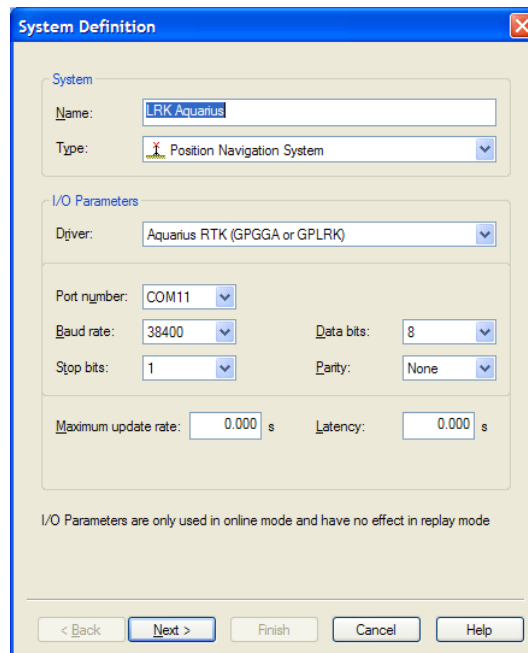 System Definition
System
Name: LRK Aquarius
Type: Position Navigation System
I/O Parameters
Driver: Aquarius RTK (GPGGA or GPLRK)
Port number: COM11
Baud rate: 38400 Data bits: 8
Stop bits: 1 Parity: None
Maximum update rate: 0.000 s Latency: 0.000 s
I/O Parameters are only used in online mode and have no effect in replay mode
< Back Next > Finish Cancel Help